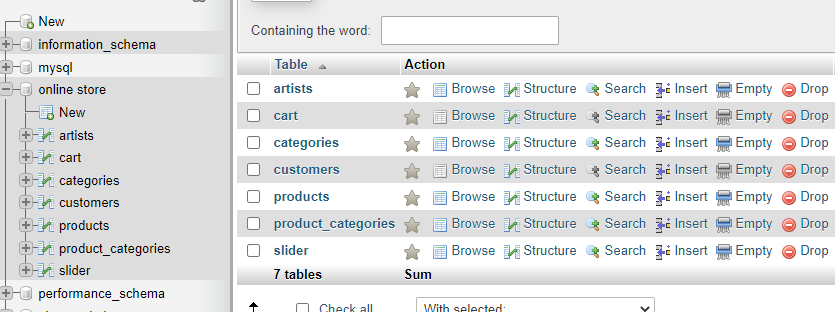 New
information_schema
mysql
online store
New
artists
cart
categories
customers
products
product_categories
slider
performance_schema
Containing the word:
Table Action
artists Browse Structure Search Insert Empty Drop
cart Browse Structure Search Insert Empty Drop
categories Browse Structure Search Insert Empty Drop
customers Browse Structure Search Insert Empty Drop
products Browse Structure Search Insert Empty Drop
product_categories Browse Structure Search Insert Empty Drop
slider Browse Structure Search Insert Empty Drop
7 tables Sum
Check all With selected: